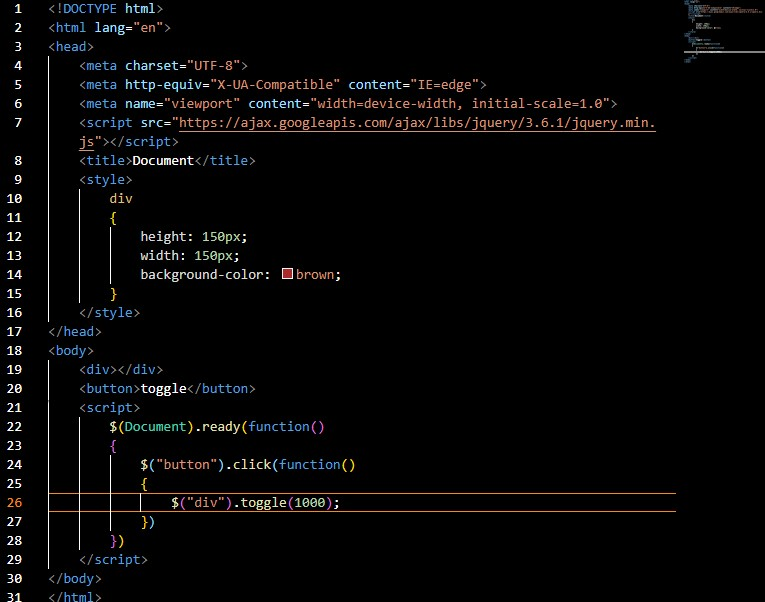 1 <!DOCTYPE html>
2 <html lang="en">
3 <head>
4 <meta charset="UTF-8">
5 <meta http-equiv="X-UA-Compatible" content="IE=edge">
6 <meta name="viewport" content="width=device-width, initial-scale=1.0">
7 <script src="https://ajax.googleapis.com/ajax/libs/jquery/3.6.1/jquery.min.
js"></script>
8 <title>Document</title>
9 <style>
10 div
11 {
12 height: 150px;
13 width: 150px;
14 background-color: brown;
15 }
16 </style>
17 </head>
18 <body>
19 <div></div>
20 <button>toggle</button>
21 <script>
22 $(Document).ready(function()
23 {
24 $("button").click(function()
25 {
26 $("div").toggle(1000);
27 })
28 })
29 </script>
30 </body>
31 </html>